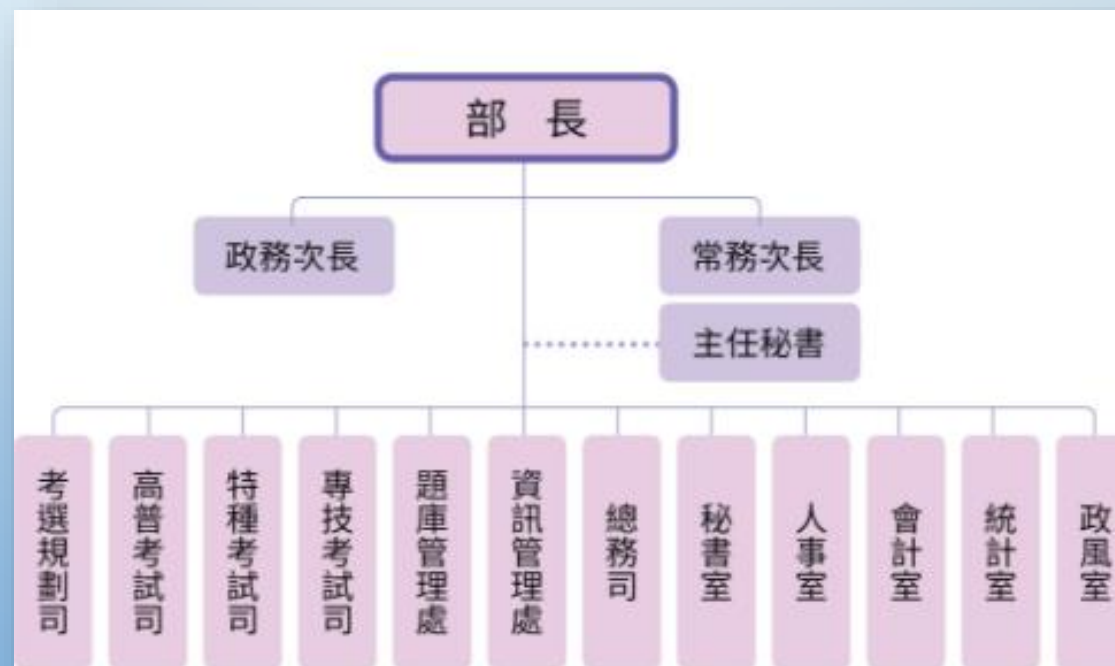 部 長
政務次長
常務次長
主任秘書
考選規劃司
高普考試司
特種考試司
專技考試司
題庫管理處
資訊管理處
總務司
秘書室
人事室
會計室
統計室
政風室